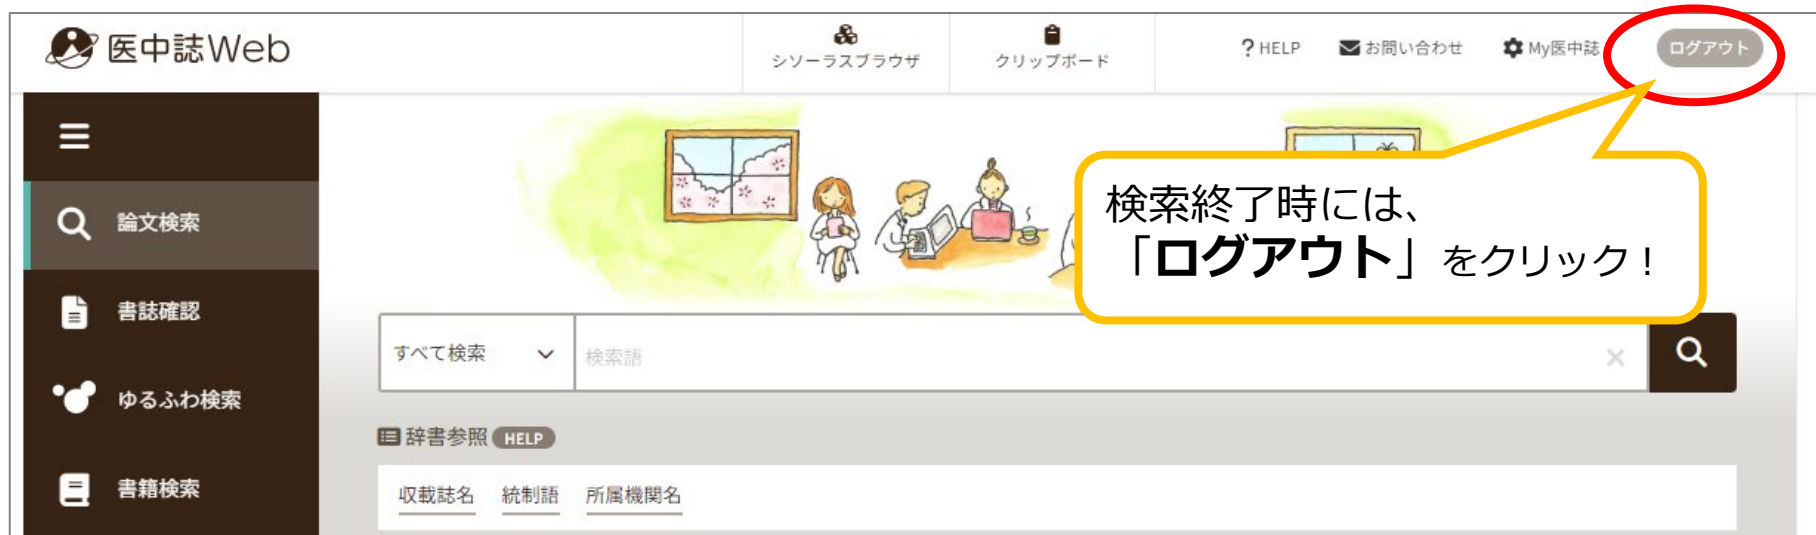 医中誌Web
シソーラスブラウザ
クリップボード
? HELP
お問い合わせ
My医中誌
ログアウト
検索終了時には、
「ログアウト」をクリック！
論文検索
書誌確認
ゆるふわ検索
書籍検索
すべて検索
検索語
辞書参照 HELP
収載誌名 統制語 所属機関名